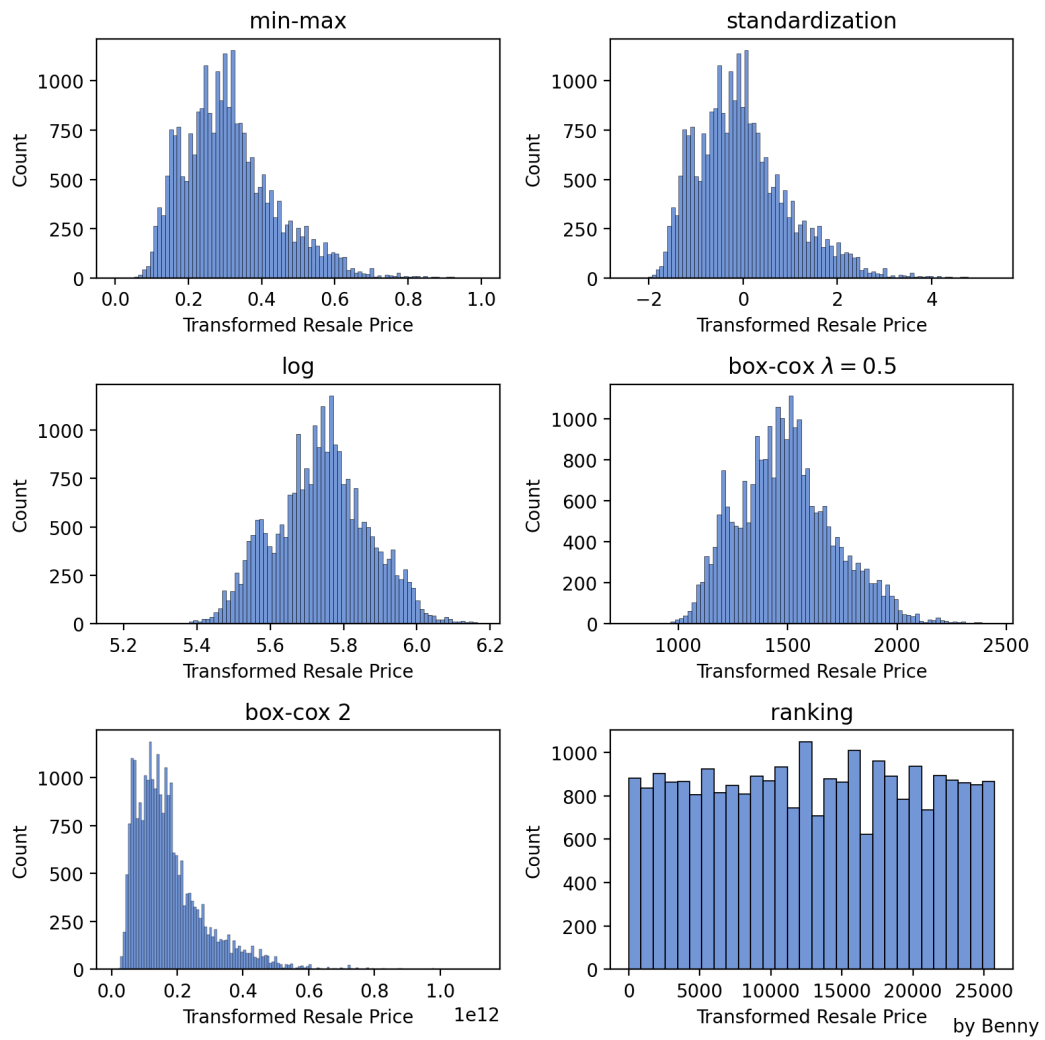 min-max
1000
750
500
250
0
Count
0.0 0.2 0.4 0.6 0.8 1.0
Transformed Resale Price
standardization
1000
750
500
250
0
Count
−2 0 2 4
Transformed Resale Price
log
1000
750
500
250
0
Count
5.2 5.4 5.6 5.8 6.0 6.2
Transformed Resale Price
box-cox λ = 0.5
1000
800
600
400
200
0
Count
1000 1500 2000 2500
Transformed Resale Price
box-cox 2
1000
750
500
250
0
Count
0.0 0.2 0.4 0.6 0.8 1.0
1e12
Transformed Resale Price
ranking
1000
800
600
400
200
0
Count
0 5000 10000 15000 20000 25000
Transformed Resale Price
by Benny